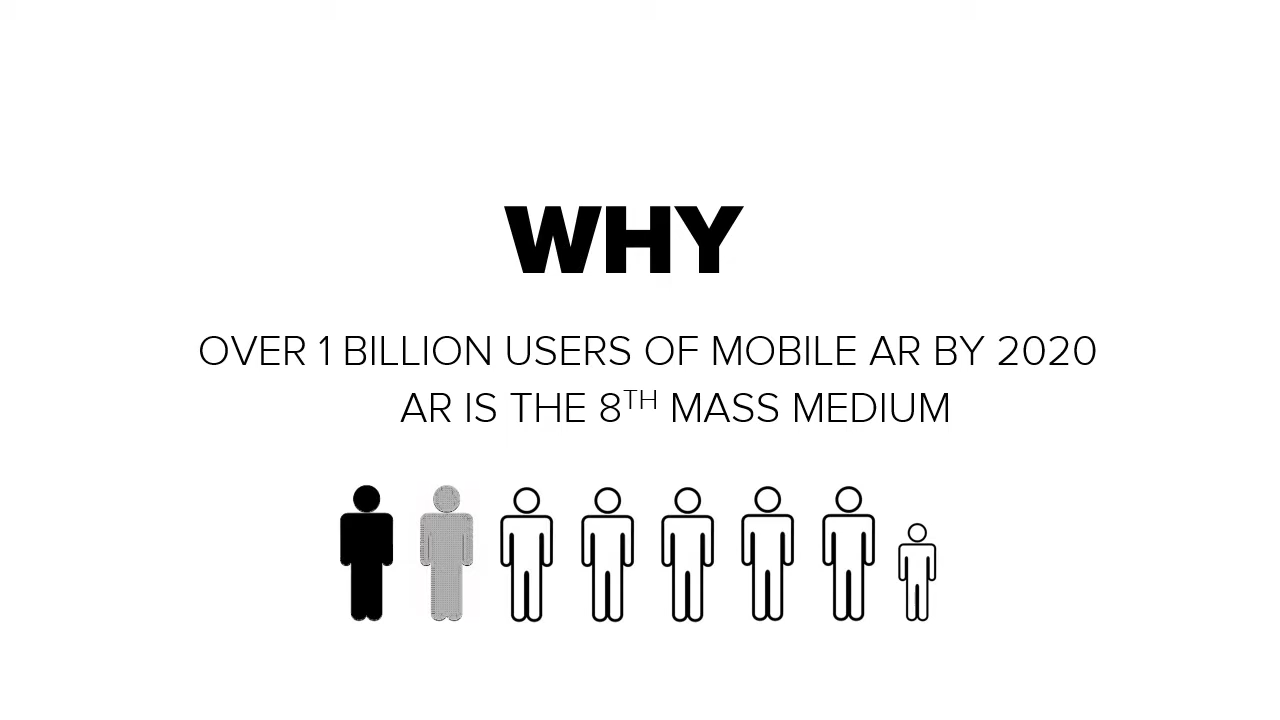 WHY
OVER 1 BILLION USERS OF MOBILE AR BY 2020
AR IS THE 8TH MASS MEDIUM